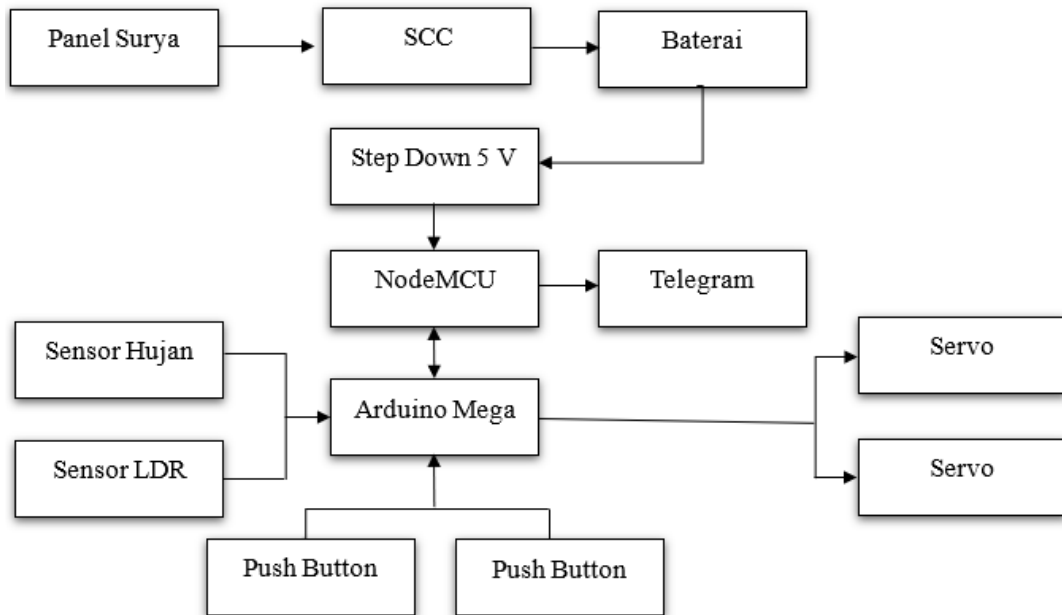 Panel Surya
SCC
Baterai
Step Down 5 V
NodeMCU
Telegram
Sensor Hujan
Servo
Arduino Mega
Sensor LDR
Servo
Push Button
Push Button